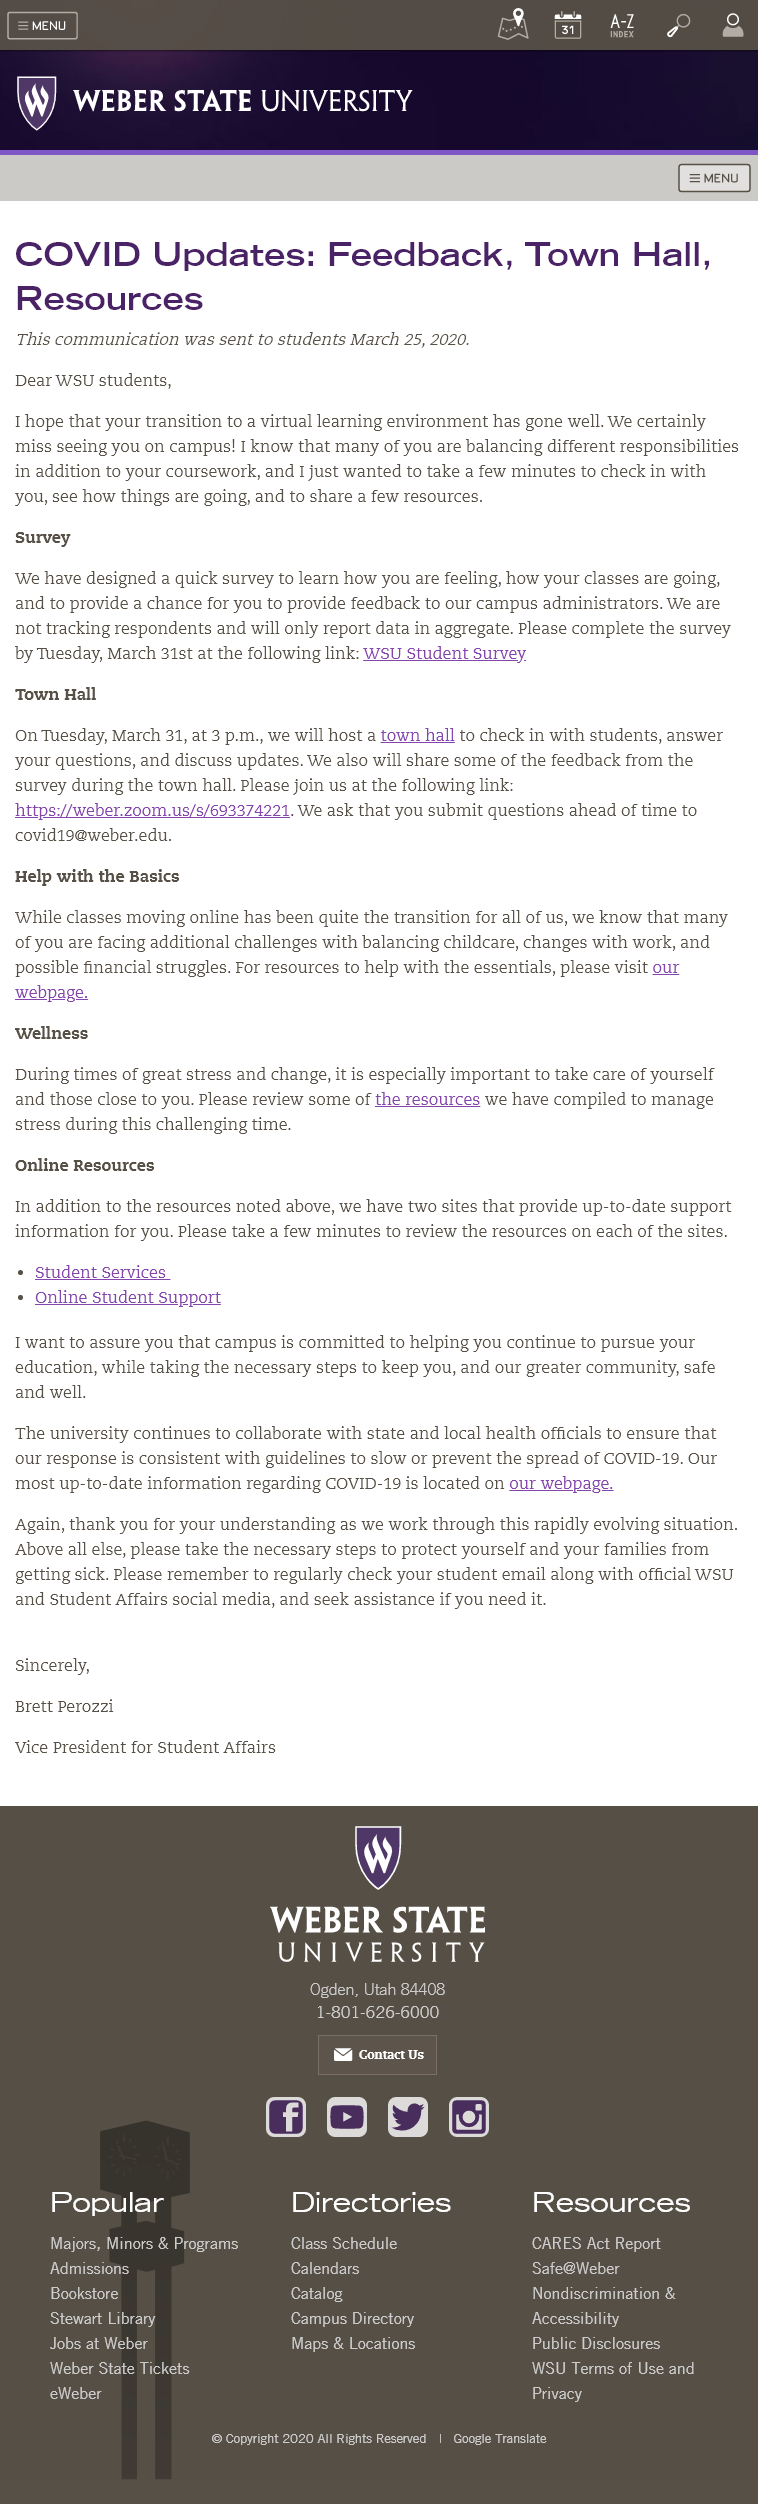 MENU
31
A-Z
INDEX
WEBER STATE UNIVERSITY
MENU
COVID Updates: Feedback, Town Hall,
Resources
This communication was sent to students March 25, 2020.
Dear WSU students,
I hope that your transition to a virtual learning environment has gone well. We certainly
miss seeing you on campus! I know that many of you are balancing different responsibilities
in addition to your coursework, and I just wanted to take a few minutes to check in with
you, see how things are going, and to share a few resources.
Survey
We have designed a quick survey to learn how you are feeling, how your classes are going,
and to provide a chance for you to provide feedback to our campus administrators. We are
not tracking respondents and will only report data in aggregate. Please complete the survey
by Tuesday, March 31st at the following link: WSU Student Survey
Town Hall
On Tuesday, March 31, at 3 p.m., we will host a town hall to check in with students, answer
your questions, and discuss updates. We also will share some of the feedback from the
survey during the town hall. Please join us at the following link:
https://weber.zoom.us/s/693374221. We ask that you submit questions ahead of time to
covid19@weber.edu.
Help with the Basics
While classes moving online has been quite the transition for all of us, we know that many
of you are facing additional challenges with balancing childcare, changes with work, and
possible financial struggles. For resources to help with the essentials, please visit our
webpage.
Wellness
During times of great stress and change, it is especially important to take care of yourself
and those close to you. Please review some of the resources we have compiled to manage
stress during this challenging time.
Online Resources
In addition to the resources noted above, we have two sites that provide up-to-date support
information for you. Please take a few minutes to review the resources on each of the sites.
• Student Services
• Online Student Support
I want to assure you that campus is committed to helping you continue to pursue your
education, while taking the necessary steps to keep you, and our greater community, safe
and well.
The university continues to collaborate with state and local health officials to ensure that
our response is consistent with guidelines to slow or prevent the spread of COVID-19. Our
most up-to-date information regarding COVID-19 is located on our webpage.
Again, thank you for your understanding as we work through this rapidly evolving situation.
Above all else, please take the necessary steps to protect yourself and your families from
getting sick. Please remember to regularly check your student email along with official WSU
and Student Affairs social media, and seek assistance if you need it.
Sincerely,
Brett Perozzi
Vice President for Student Affairs
WEBER STATE
UNIVERSITY
Ogden, Utah 84408
1-801-626-6000
Contact Us
Popular
Majors, Minors & Programs
Admissions
Bookstore
Stewart Library
Jobs at Weber
Weber State Tickets
eWeber
Directories
Class Schedule
Calendars
Catalog
Campus Directory
Maps & Locations
Resources
CARES Act Report
Safe@Weber
Nondiscrimination &
Accessibility
Public Disclosures
WSU Terms of Use and
Privacy
© Copyright 2020 All Rights Reserved | Google Translate